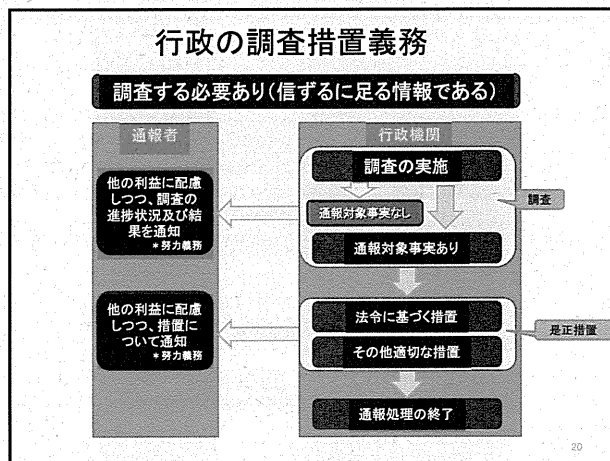 行政の調査措置義務
調査する必要あり(信ずるに足る情報である)
通報者
行政機関
調査の実施
他の利益に配慮
しつつ、調査の
進捗状況及び結
果を通知
*努力義務
通報対象事実なし
調査
通報対象事実あり
他の利益に配慮
しつつ、措置に
ついて通知
*努力義務
法令に基づく措置
是正措置
その他適切な措置
通報処理の終了
20